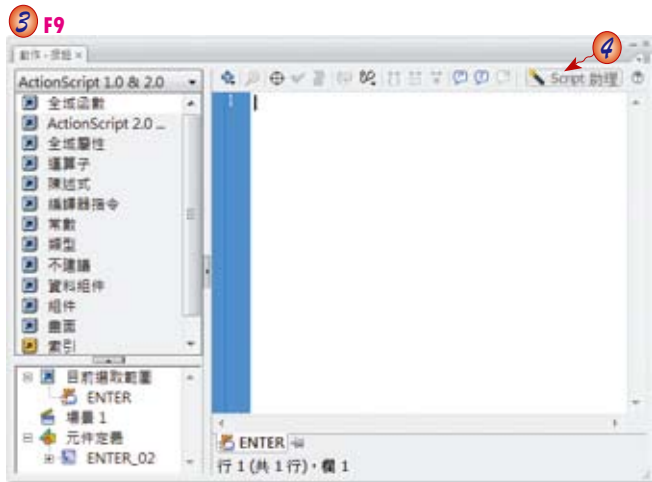 3 F9
動作 - 按鈕 ×
ActionScript 1.0 & 2.0
全域函數
ActionScript 2.0 ...
全域屬性
運算子
陳述式
編譯器指令
常數
類型
不建議
資料組件
組件
畫面
索引
目前選取範圍
ENTER
場景 1
元件定義
ENTER_02
4
Script 助理
1
ENTER
行 1 (共 1 行)，欄 1